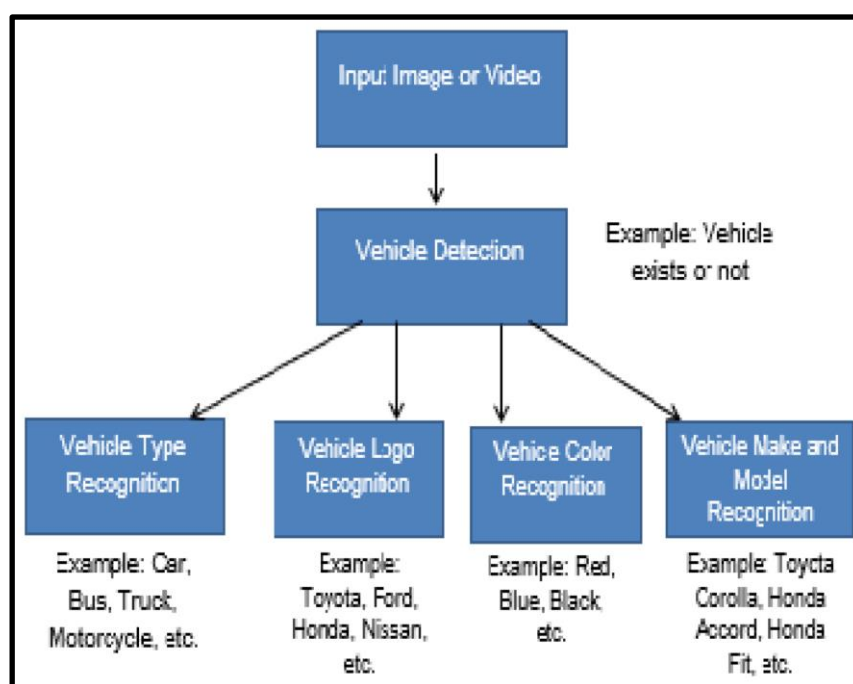 Input Image or Video
Vehicle Detection
Example: Vehicle
exists or not
Vehicle Type
Recognition
Vehicle Logo
Recognition
Vehicle Color
Recognition
Vehicle Make and
Model
Recognition
Example: Car,
Bus, Truck,
Motorcycle, etc.
Example:
Toyota, Ford,
Honda, Nissan,
etc.
Example: Red,
Blue, Black,
etc.
Example: Toyota
Corolla, Honda
Accord, Honda
Fit, etc.